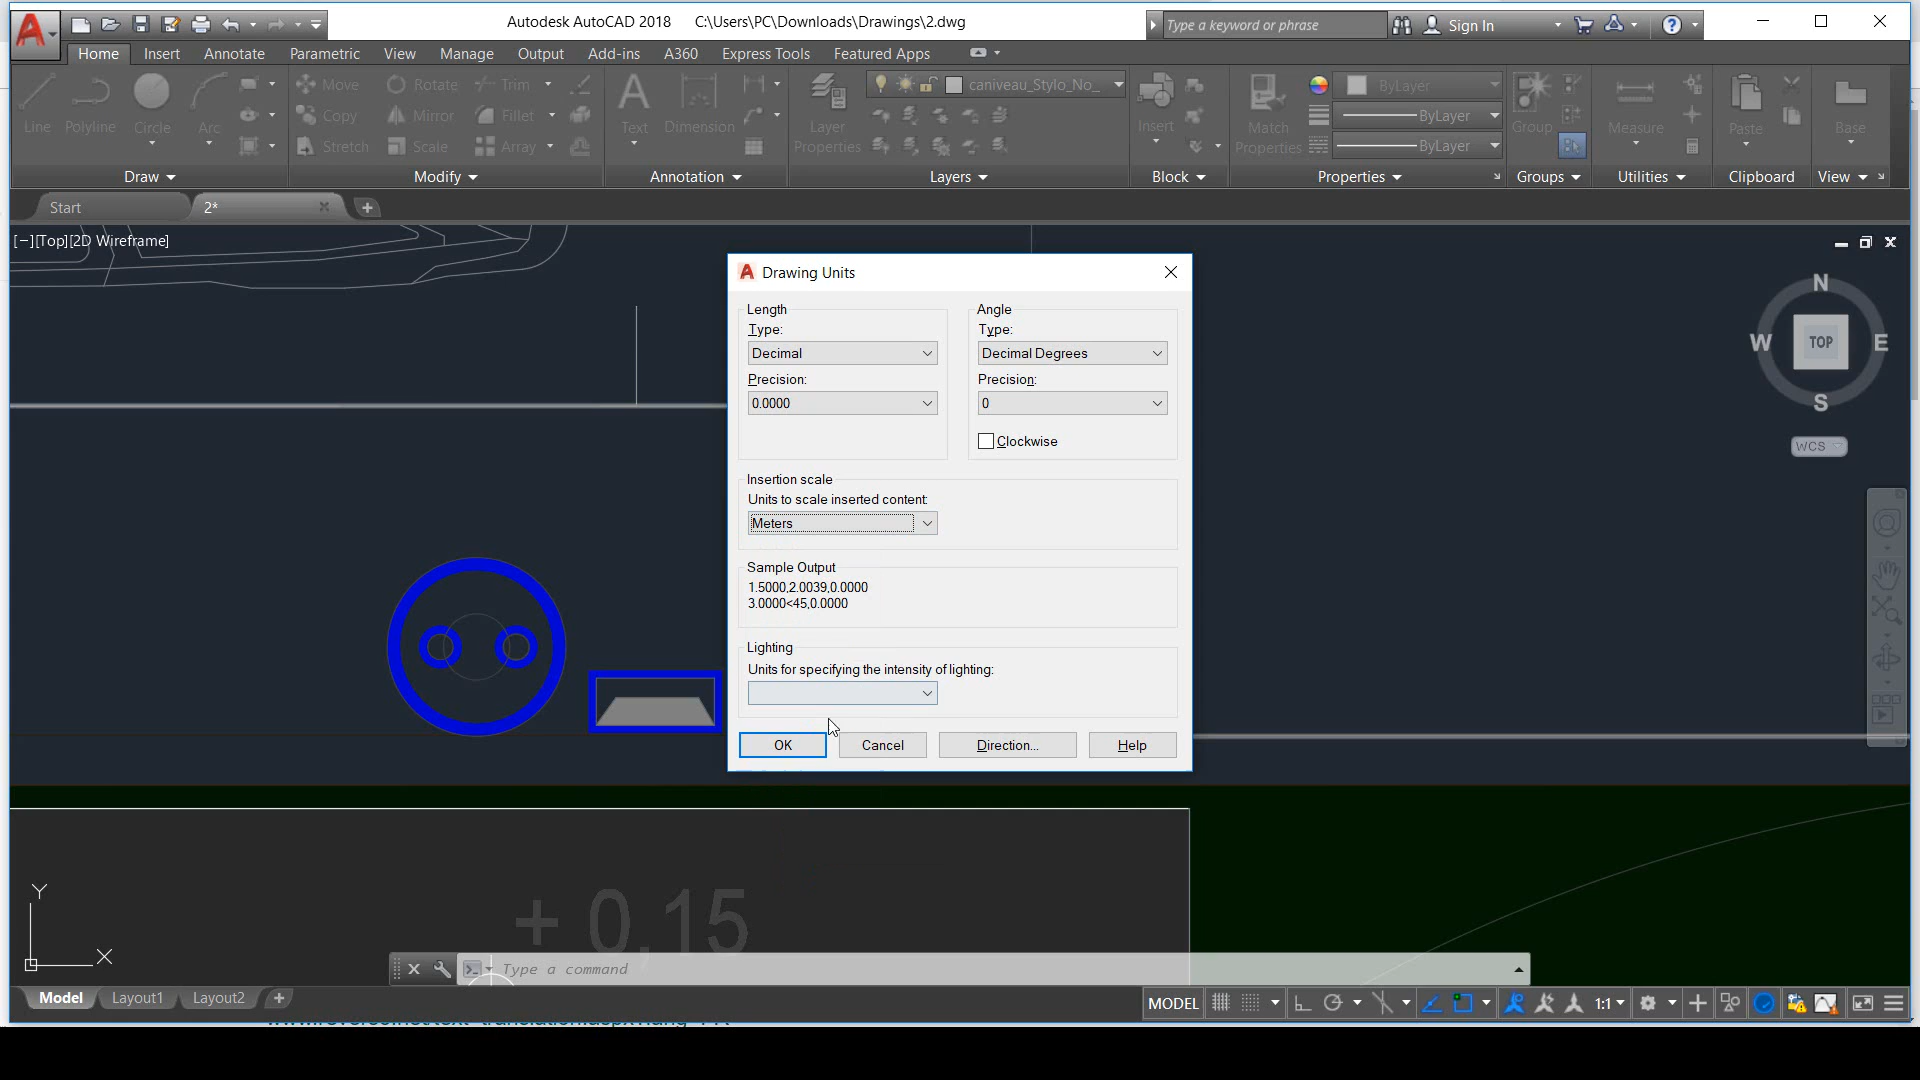 Autodesk AutoCAD 2018 C:\Users\PC\Downloads\Drawings\2.dwg
Type a keyword or phrase
Sign In
Home Insert Annotate Parametric View Manage Output Add-ins A360 Express Tools Featured Apps
Line Polyline Circle Arc
Move Rotate Trim
Copy Mirror Fillet
Stretch Scale Array
Text Dimension
Layer Properties
caniveau_Stylo_No_
Insert
Match Properties
ByLayer
ByLayer
ByLayer
Group
Measure
Paste
Base
Draw Modify Annotation Layers Block Properties Groups Utilities Clipboard View
Start 2*
[−][Top][2D Wireframe]
N
W TOP E
S
WCS
Drawing Units
Length
Type:
Decimal
Precision:
0.0000
Angle
Type:
Decimal Degrees
Precision:
0
Clockwise
Insertion scale
Units to scale inserted content:
Meters
Sample Output
1.5000,2.0039,0.0000
3.0000<45,0.0000
Lighting
Units for specifying the intensity of lighting:
OK Cancel Direction... Help
+ 0,15
Y
X
Type a command
Model Layout1 Layout2
MODEL 1:1